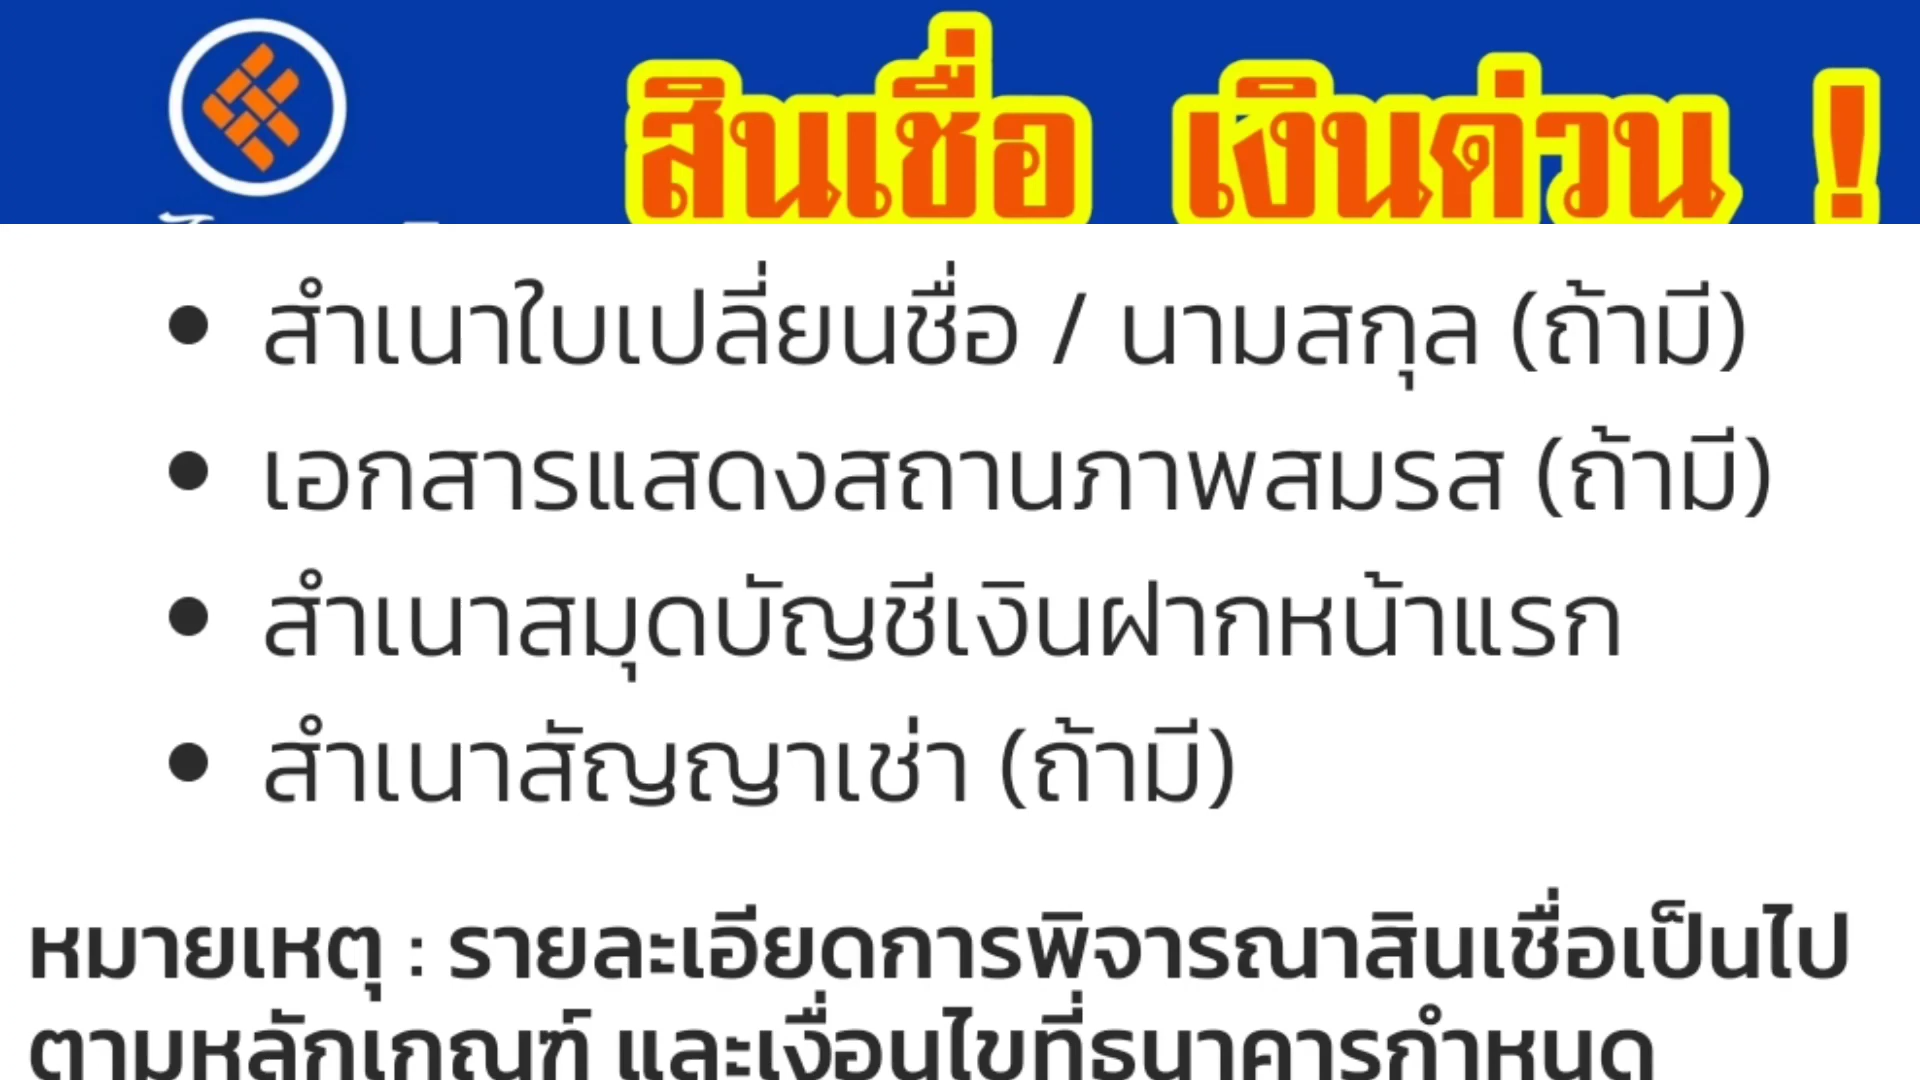 สินเชื่อ เงินด่วน !
• สำเนาใบเปลี่ยนชื่อ / นามสกุล (ถ้ามี)
• เอกสารแสดงสถานภาพสมรส (ถ้ามี)
• สำเนาสมุดบัญชีเงินฝากหน้าแรก
• สำเนาสัญญาเช่า (ถ้ามี)
หมายเหตุ : รายละเอียดการพิจารณาสินเชื่อเป็นไป
ตามหลักเกณฑ์ และเงื่อนไขที่ธนาคารกำหนด